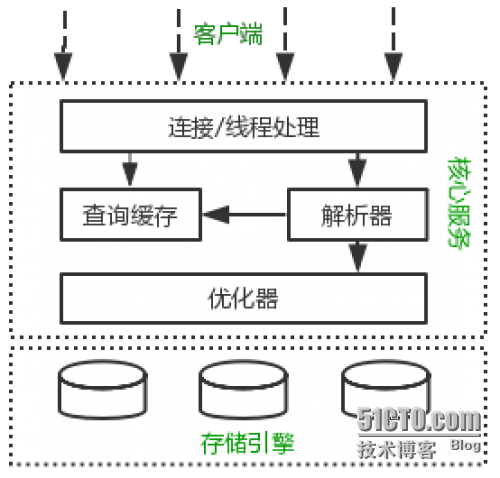 客户端
连接/线程处理
查询缓存
解析器
核心服务
优化器
存储引擎
51CTO.com
技术博客 Blog